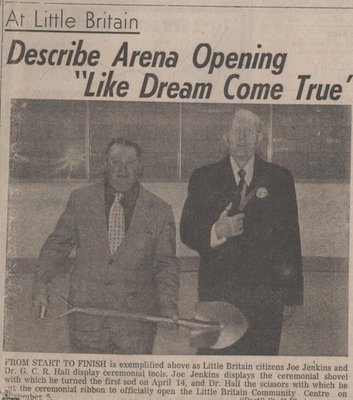 At Little Britain
Describe Arena Opening
"Like Dream Come True"
FROM START TO FINISH is exemplified above as Little Britain citizens Joe Jenkins and
Dr. G. C. R. Hall display ceremonial tools. Joe Jenkins displays the ceremonial shovel
with which he turned the first sod on April 14, and Dr. Hall the scissors with which he
cut the ceremonial ribbon to officially open the Little Britain Community Centre on
November 5.